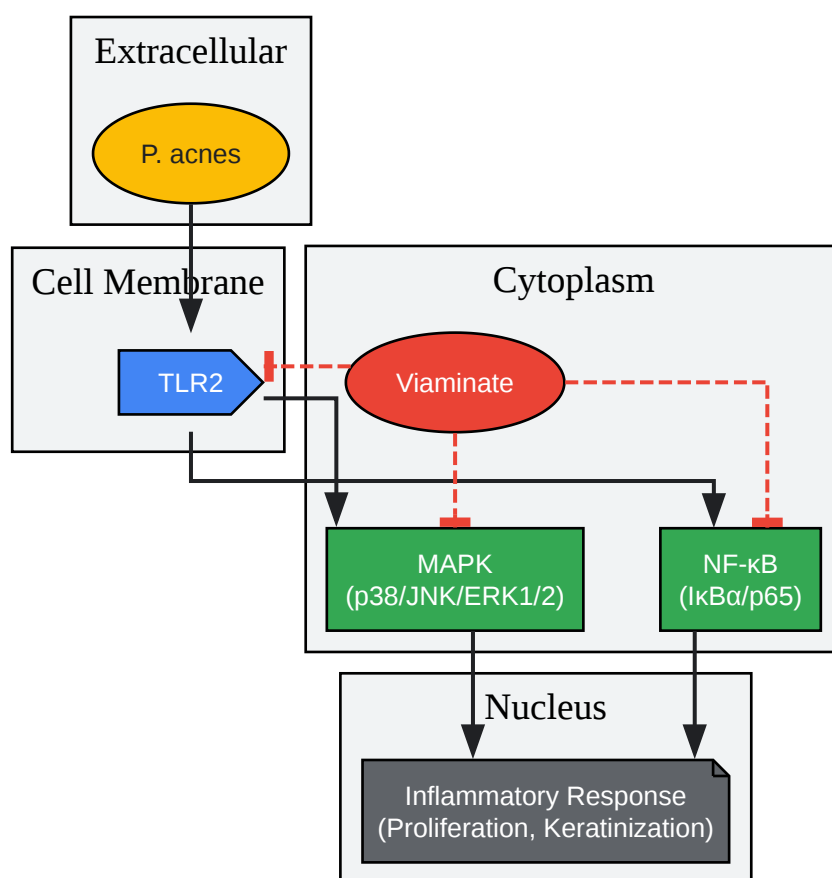 Extracellular
P. acnes
Cell Membrane
Cytoplasm
TLR2
Viaminate
MAPK
(p38/JNK/ERK1/2)
NF-κB
(IκBα/p65)
Nucleus
Inflammatory Response
(Proliferation, Keratinization)